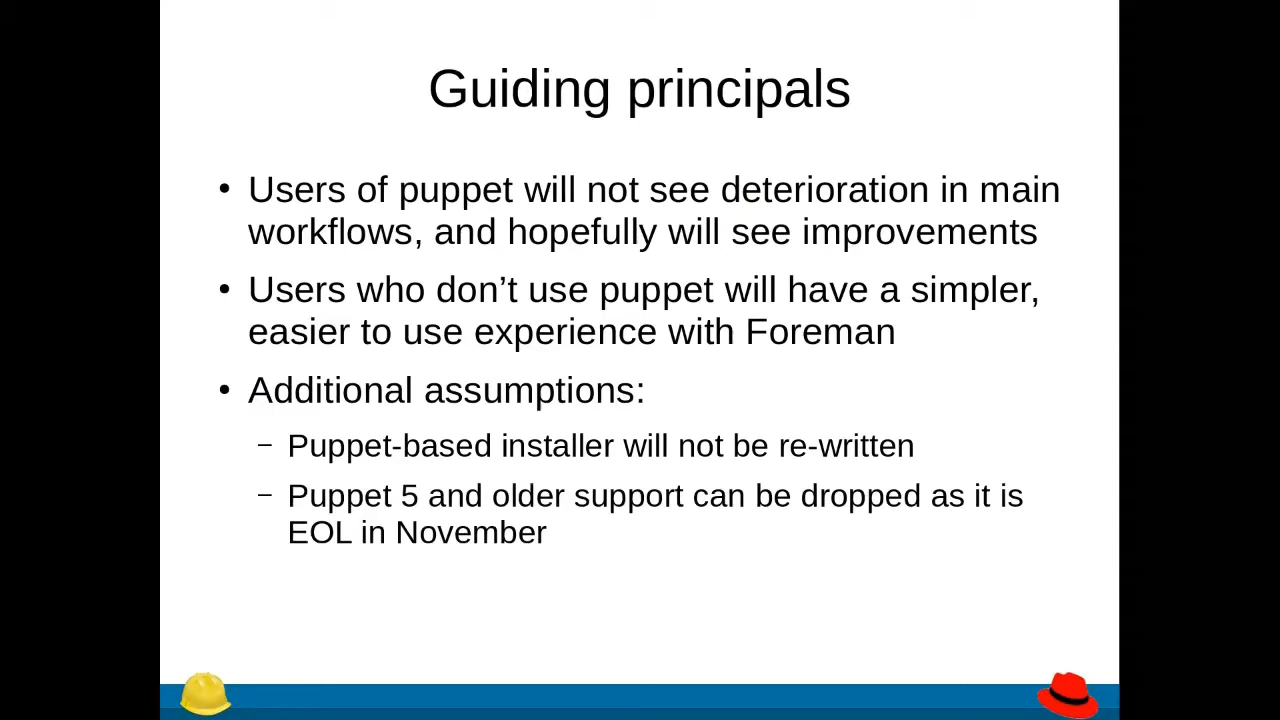 Guiding principals
• Users of puppet will not see deterioration in main
workflows, and hopefully will see improvements
• Users who don’t use puppet will have a simpler,
easier to use experience with Foreman
• Additional assumptions:
– Puppet-based installer will not be re-written
– Puppet 5 and older support can be dropped as it is
EOL in November